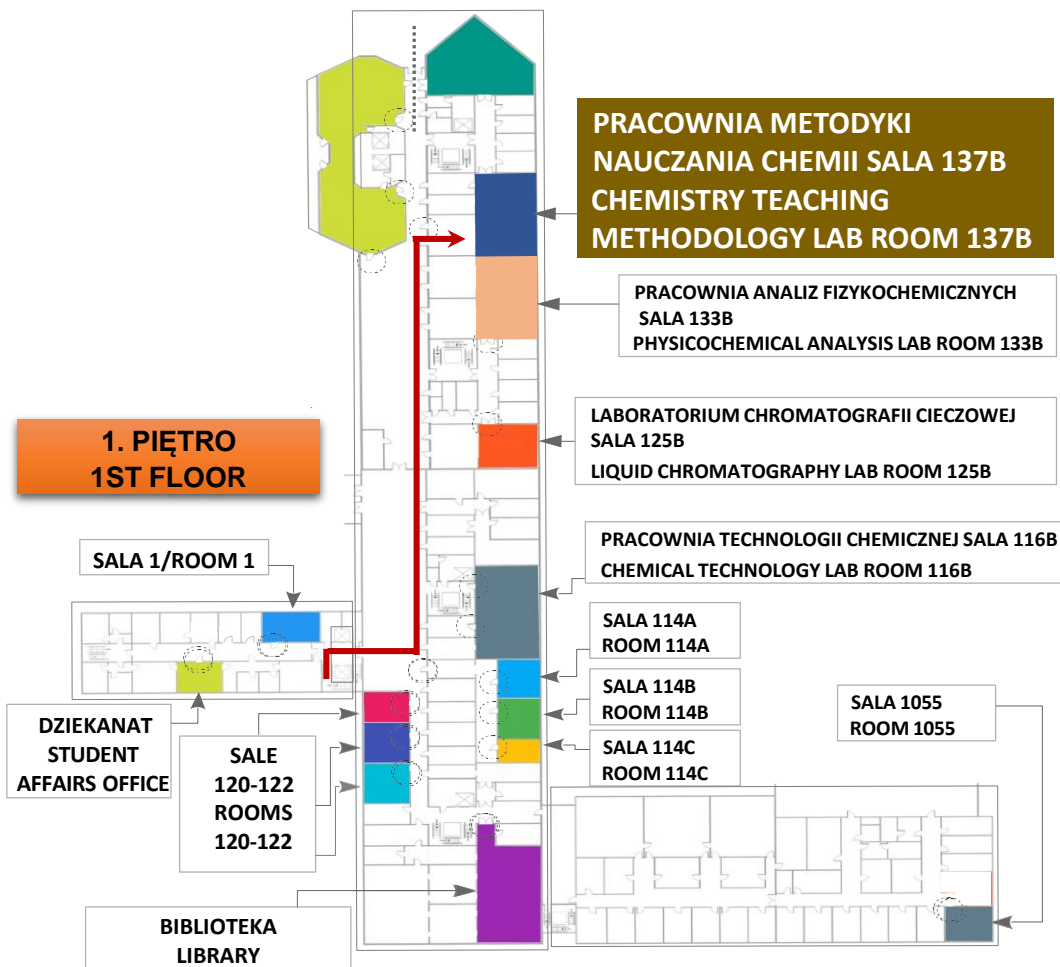 PRACOWNIA METODYKI
NAUCZANIA CHEMII SALA 137B
CHEMISTRY TEACHING
METHODOLOGY LAB ROOM 137B
PRACOWNIA ANALIZ FIZYKOCHEMICZNYCH
SALA 133B
PHYSICOCHEMICAL ANALYSIS LAB ROOM 133B
LABORATORIUM CHROMATOGRAFII CIECZOWEJ
SALA 125B
LIQUID CHROMATOGRAPHY LAB ROOM 125B
1. PIĘTRO
1ST FLOOR
PRACOWNIA TECHNOLOGII CHEMICZNEJ SALA 116B
CHEMICAL TECHNOLOGY LAB ROOM 116B
SALA 1/ROOM 1
SALA 114A
ROOM 114A
SALA 114B
ROOM 114B
SALA 114C
ROOM 114C
SALA 1055
ROOM 1055
DZIEKANAT
STUDENT
AFFAIRS OFFICE
SALE
120-122
ROOMS
120-122
BIBLIOTEKA
LIBRARY